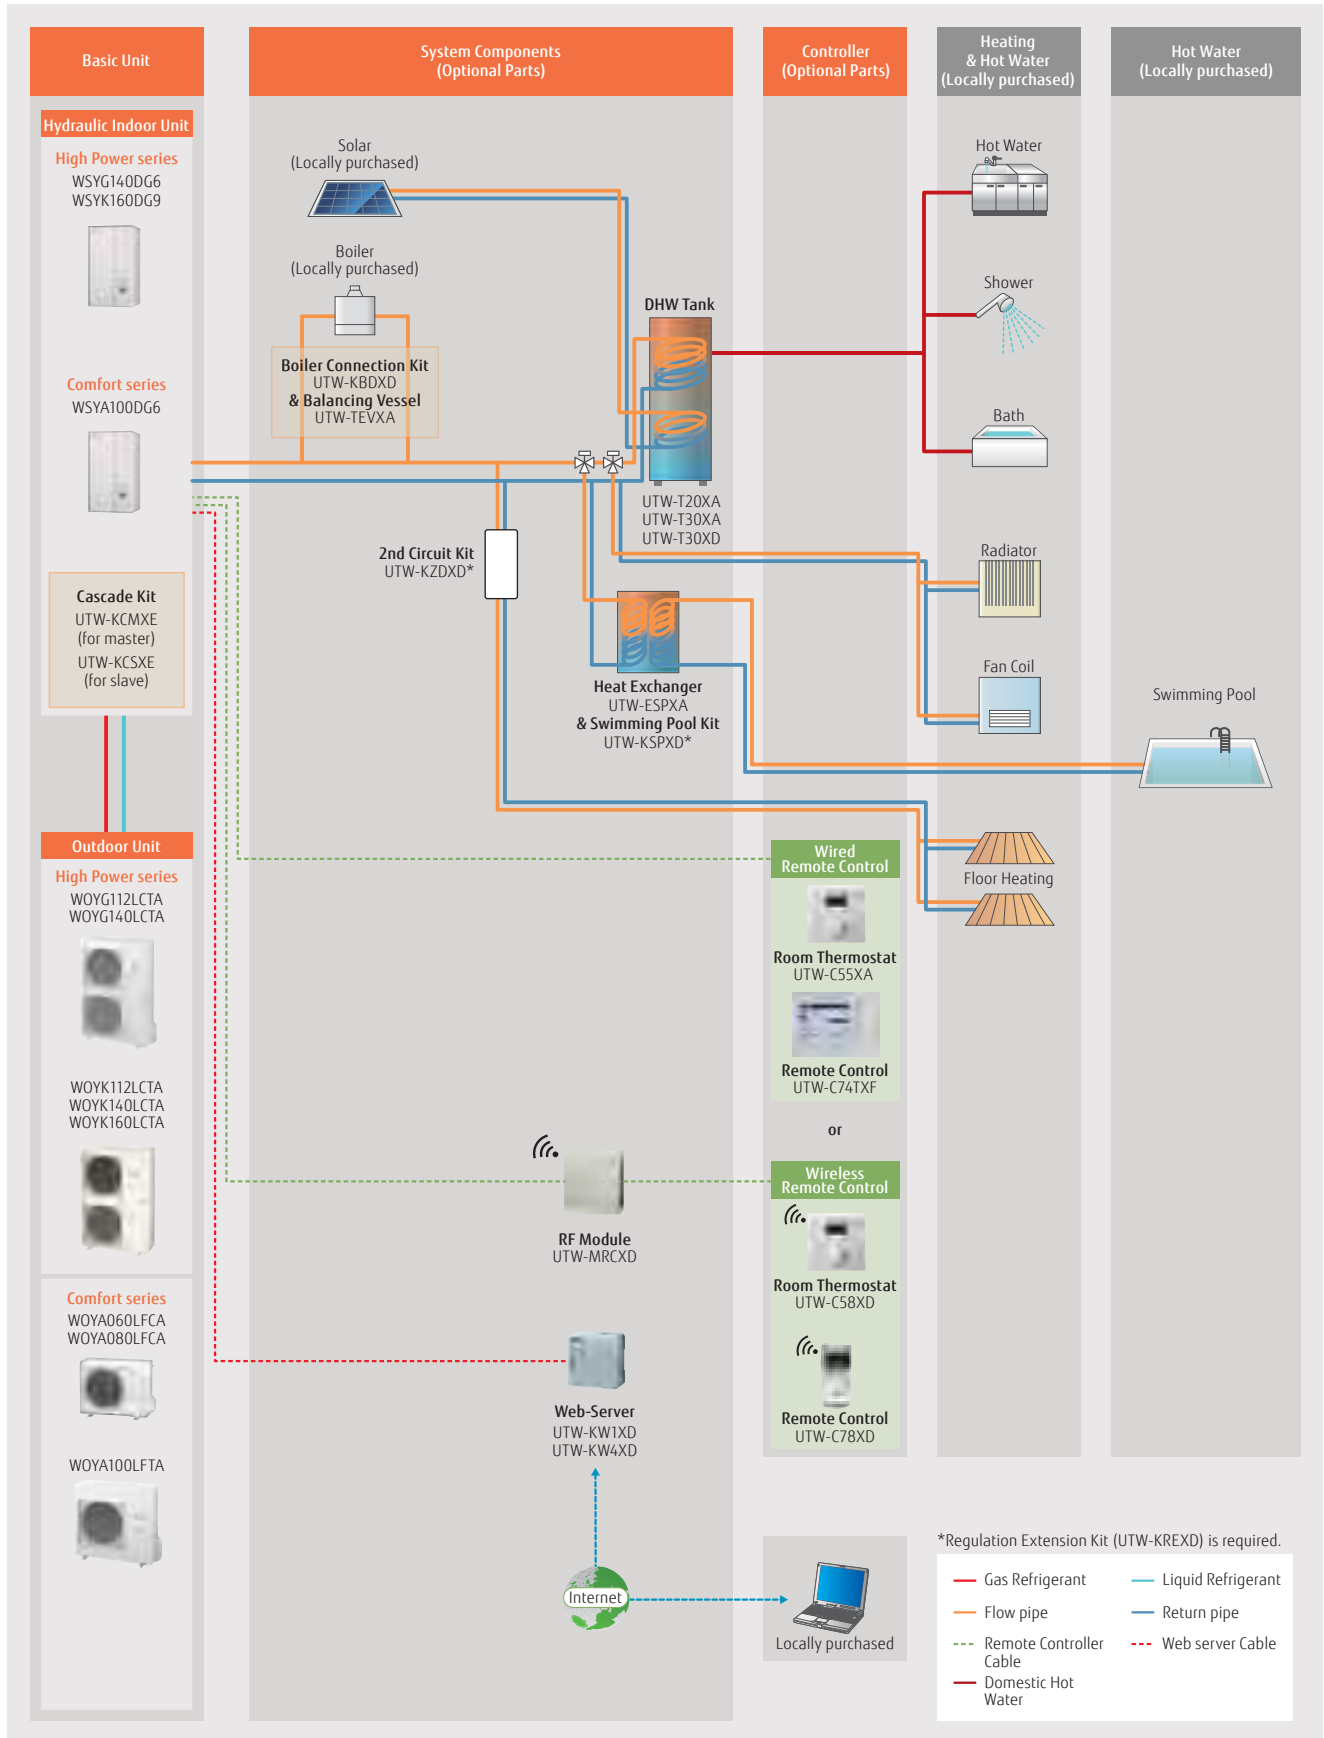 Basic Unit
System Components
(Optional Parts)
Controller
(Optional Parts)
Heating
& Hot Water
(Locally purchased)
Hot Water
(Locally purchased)
Hydraulic Indoor Unit
High Power series
WSYG140DG6
WSYK160DG9
Comfort series
WSYA100DG6
Cascade Kit
UTW-KCMXE
(for master)
UTW-KCSXE
(for slave)
Outdoor Unit
High Power series
WOYG112LCTA
WOYG140LCTA
WOYK112LCTA
WOYK140LCTA
WOYK160LCTA
Comfort series
WOYA060LFCA
WOYA080LFCA
WOYA100LFTA
Solar
(Locally purchased)
Boiler
(Locally purchased)
Boiler Connection Kit
UTW-KBDXD
& Balancing Vessel
UTW-TEVXA
DHW Tank
UTW-T20XA
UTW-T30XA
UTW-T30XD
2nd Circuit Kit
UTW-KZDXD*
Heat Exchanger
UTW-ESPXA
& Swimming Pool Kit
UTW-KSPXD*
RF Module
UTW-MRCXD
Web-Server
UTW-KW1XD
UTW-KW4XD
Internet
Wired
Remote Control
Room Thermostat
UTW-C55XA
Remote Control
UTW-C74TXF
or
Wireless
Remote Control
Room Thermostat
UTW-C58XD
Remote Control
UTW-C78XD
Locally purchased
Hot Water
Shower
Bath
Radiator
Fan Coil
Floor Heating
Swimming Pool
*Regulation Extension Kit (UTW-KREXD) is required.
Gas Refrigerant
Liquid Refrigerant
Flow pipe
Return pipe
Remote Controller
Cable
Web server Cable
Domestic Hot
Water